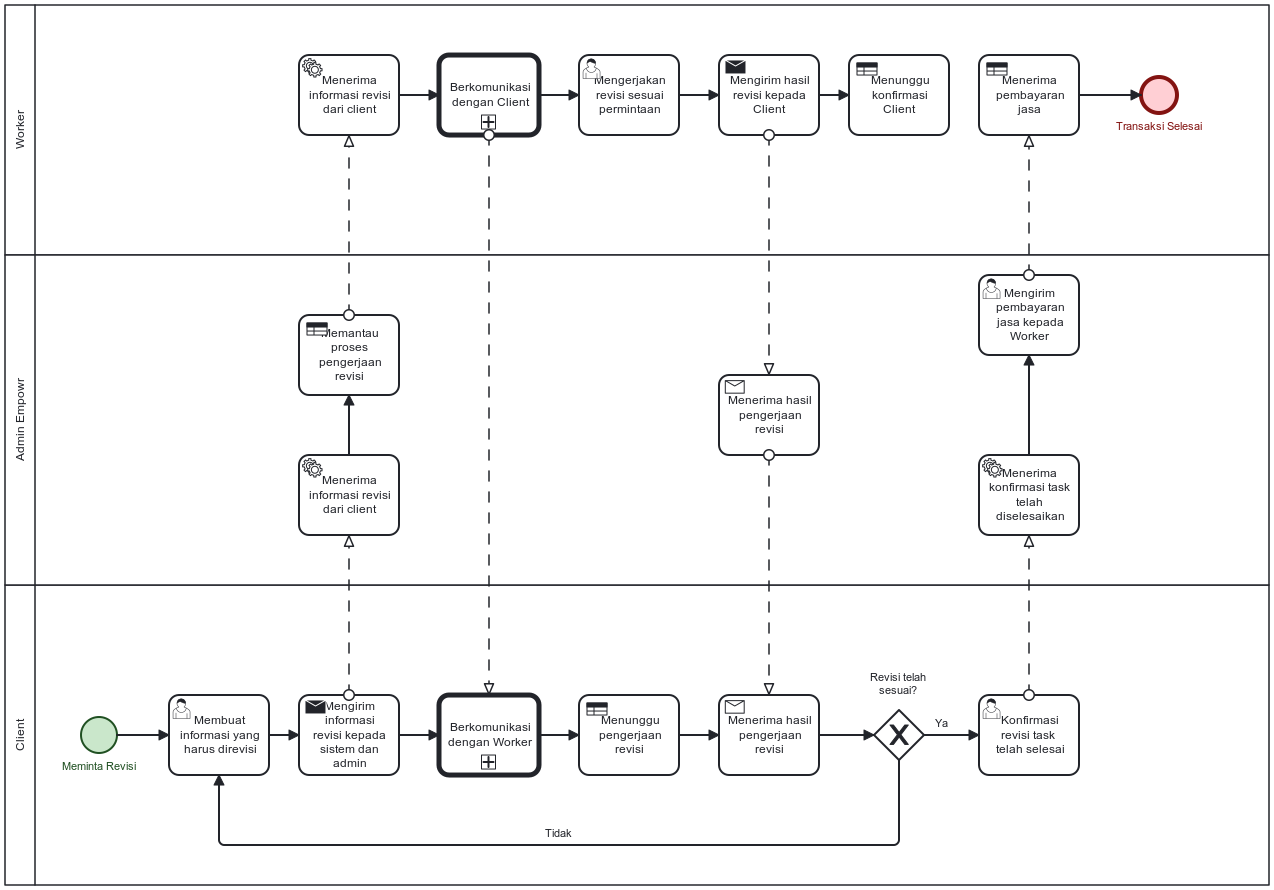 Worker
Menerima
informasi revisi
dari client
Berkomunikasi
dengan Client
Mengerjakan
revisi sesuai
permintaan
Mengirim hasil
revisi kepada
Client
Menunggu
konfirmasi
Client
Menerima
pembayaran
jasa
Transaksi Selesai
Admin Empowr
Memantau
proses
pengerjaan
revisi
Menerima
informasi revisi
dari client
Menerima hasil
pengerjaan
revisi
Mengirim
pembayaran
jasa kepada
Worker
Menerima
konfirmasi task
telah
diselesaikan
Client
Meminta Revisi
Membuat
informasi yang
harus direvisi
Mengirim
informasi
revisi kepada
sistem dan
admin
Berkomunikasi
dengan Worker
Menunggu
pengerjaan
revisi
Menerima hasil
pengerjaan
revisi
Revisi telah
sesuai?
Ya
Konfirmasi
revisi task
telah selesai
Tidak